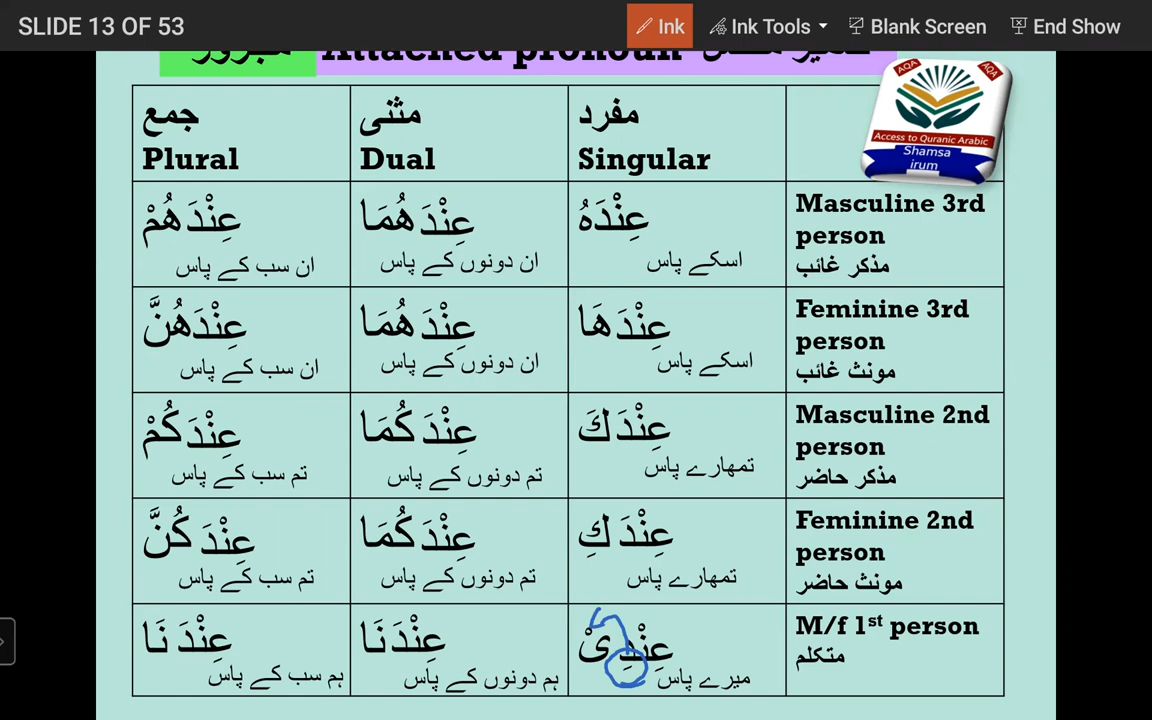 SLIDE 13 OF 53
Ink
Ink Tools
Blank Screen
End Show
Attached pronoun
AQA
AQA
Access to Quranic Arabic
Shamsa
irum
مفرد
Singular
مثنى
Dual
جمع
Plural
Masculine 3rd
person
مذكر غائب
عِنْدَهُ
اسکے پاس
عِنْدَهُمَا
ان دونوں کے پاس
عِنْدَهُمْ
ان سب کے پاس
Feminine 3rd
person
مونث غائب
عِنْدَهَا
اسکے پاس
عِنْدَهُمَا
ان دونوں کے پاس
عِنْدَهُنَّ
ان سب کے پاس
Masculine 2nd
person
مذكر حاضر
عِنْدَكَ
تمھارے پاس
عِنْدَكُمَا
تم دونوں کے پاس
عِنْدَكُمْ
تم سب کے پاس
Feminine 2nd
person
مونث حاضر
عِنْدَكِ
تمھارے پاس
عِنْدَكُمَا
تم دونوں کے پاس
عِنْدَكُنَّ
تم سب کے پاس
M/f 1st person
متكلم
عِنْدِىْ
میرے پاس
عِنْدَنَا
ہم دونوں کے پاس
عِنْدَنَا
ہم سب کے پاس